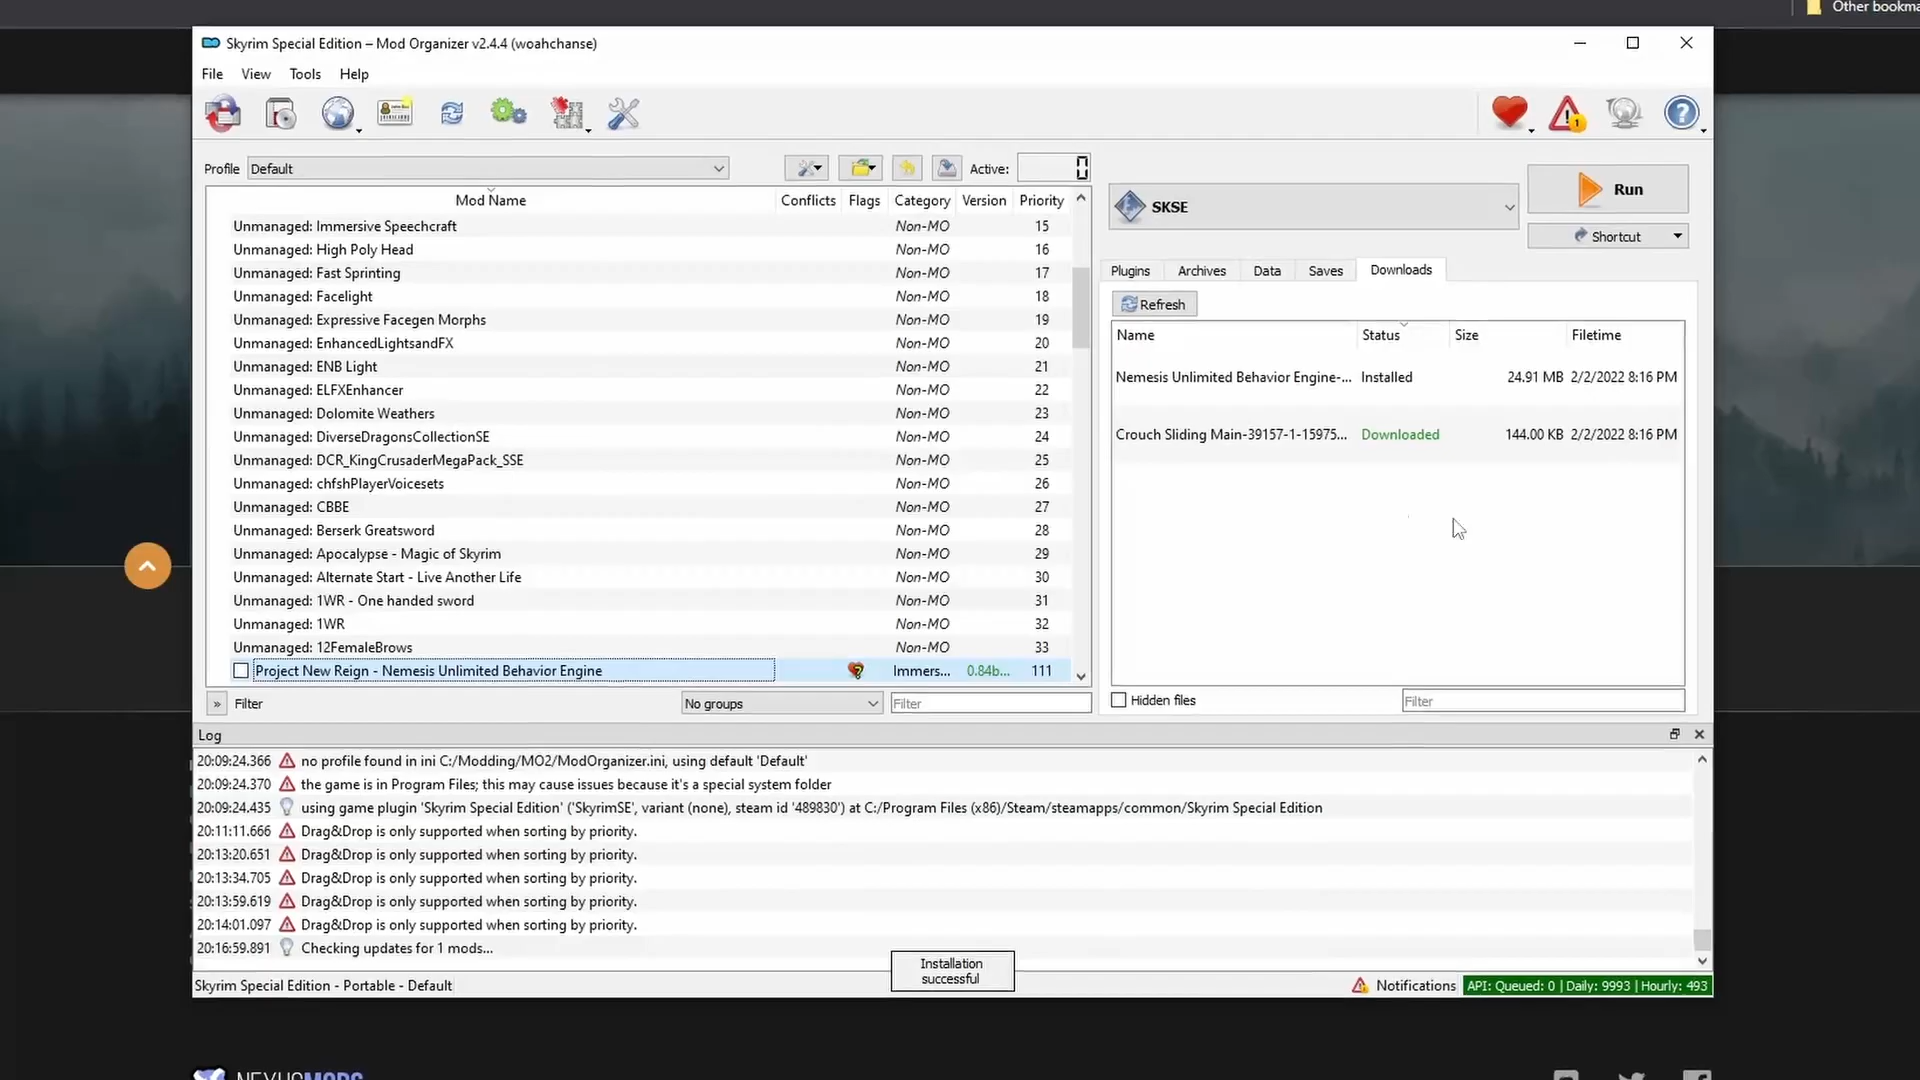 Other bookma
Skyrim Special Edition – Mod Organizer v2.4.4 (woahchanse)
File View Tools Help
1
Profile Default Active: 0
Mod Name Conflicts Flags Category Version Priority
Unmanaged: Immersive Speechcraft Non-MO 15
Unmanaged: High Poly Head Non-MO 16
Unmanaged: Fast Sprinting Non-MO 17
Unmanaged: Facelight Non-MO 18
Unmanaged: Expressive Facegen Morphs Non-MO 19
Unmanaged: EnhancedLightsandFX Non-MO 20
Unmanaged: ENB Light Non-MO 21
Unmanaged: ELFXEnhancer Non-MO 22
Unmanaged: Dolomite Weathers Non-MO 23
Unmanaged: DiverseDragonsCollectionSE Non-MO 24
Unmanaged: DCR_KingCrusaderMegaPack_SSE Non-MO 25
Unmanaged: chfshPlayerVoicesets Non-MO 26
Unmanaged: CBBE Non-MO 27
Unmanaged: Berserk Greatsword Non-MO 28
Unmanaged: Apocalypse - Magic of Skyrim Non-MO 29
Unmanaged: Alternate Start - Live Another Life Non-MO 30
Unmanaged: 1WR - One handed sword Non-MO 31
Unmanaged: 1WR Non-MO 32
Unmanaged: 12FemaleBrows Non-MO 33
Project New Reign - Nemesis Unlimited Behavior Engine Immers... 0.84b... 111
» Filter No groups Filter
SKSE
Run
Shortcut
Plugins Archives Data Saves Downloads
Refresh
Name Status Size Filetime
Nemesis Unlimited Behavior Engine-... Installed 24.91 MB 2/2/2022 8:16 PM
Crouch Sliding Main-39157-1-15975... Downloaded 144.00 KB 2/2/2022 8:16 PM
Hidden files Filter
Log
20:09:24.366 no profile found in ini C:/Modding/MO2/ModOrganizer.ini, using default 'Default'
20:09:24.370 the game is in Program Files; this may cause issues because it's a special system folder
20:09:24.435 using game plugin 'Skyrim Special Edition' ('SkyrimSE', variant (none), steam id '489830') at C:/Program Files (x86)/Steam/steamapps/common/Skyrim Special Edition
20:11:11.666 Drag&Drop is only supported when sorting by priority.
20:13:20.651 Drag&Drop is only supported when sorting by priority.
20:13:34.705 Drag&Drop is only supported when sorting by priority.
20:13:59.619 Drag&Drop is only supported when sorting by priority.
20:14:01.097 Drag&Drop is only supported when sorting by priority.
20:16:59.891 Checking updates for 1 mods...
Installation
successful
Skyrim Special Edition - Portable - Default Notifications API: Queued: 0 | Daily: 9993 | Hourly: 493
NEXUSMODS